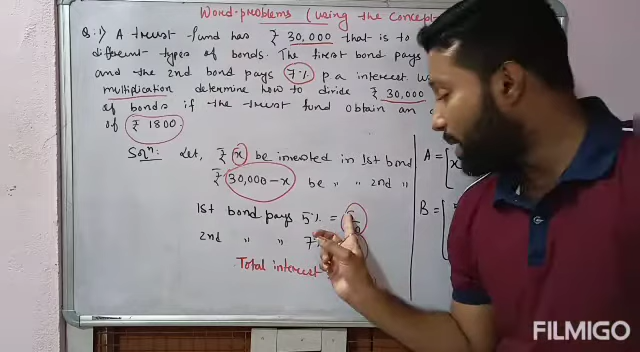 Word-problems (using the concept
Q.1) A trust fund has ₹ 30,000 that is to
different types of bonds. The first bond pays
and the 2nd bond pays 7% p a interest. U
multiplication determine how to divide ₹ 30,000
of bonds if the trust fund obtain an
of ₹ 1800.
Solⁿ: Let, ₹ x be invested in 1st bond
₹ 30,000 - x be " " 2nd "
A = [x
1st bond pays 5% =
B = [
2nd " " 7%
Total interest
FILMIGO